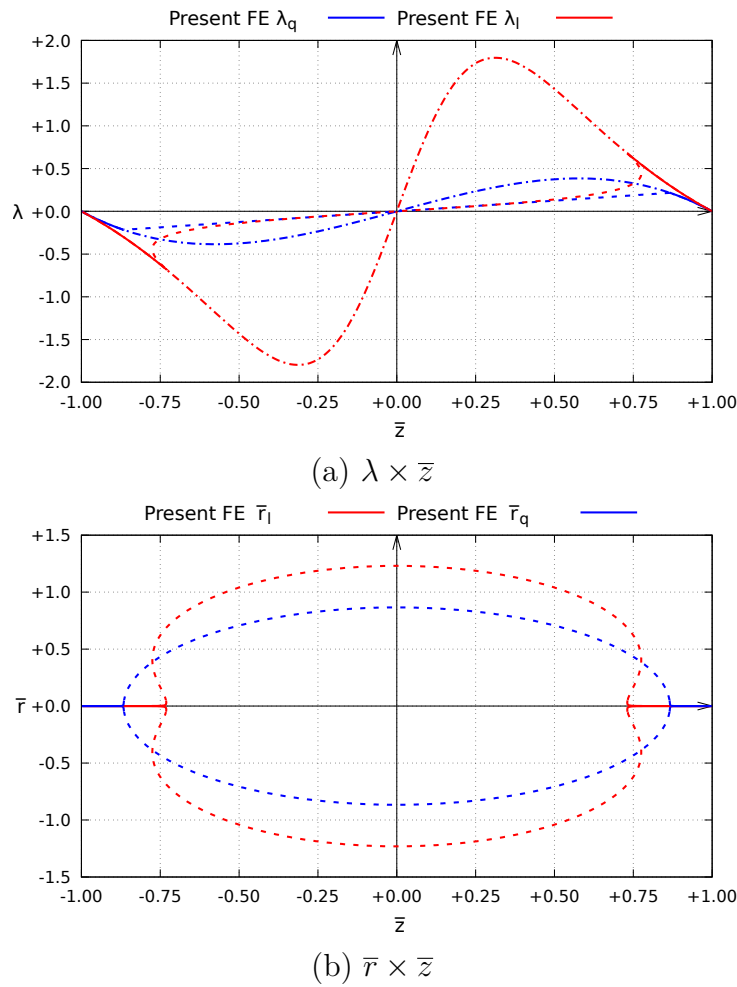 Present FE λq Present FE λl
+2.0
+1.5
+1.0
+0.5
λ +0.0
-0.5
-1.0
-1.5
-2.0
-1.00 -0.75 -0.50 -0.25 +0.00 +0.25 +0.50 +0.75 +1.00
z̅
(a) λ × z̅
Present FE r̅l Present FE r̅q
+1.5
+1.0
+0.5
r̅ +0.0
-0.5
-1.0
-1.5
-1.00 -0.75 -0.50 -0.25 +0.00 +0.25 +0.50 +0.75 +1.00
z̅
(b) r̅ × z̅